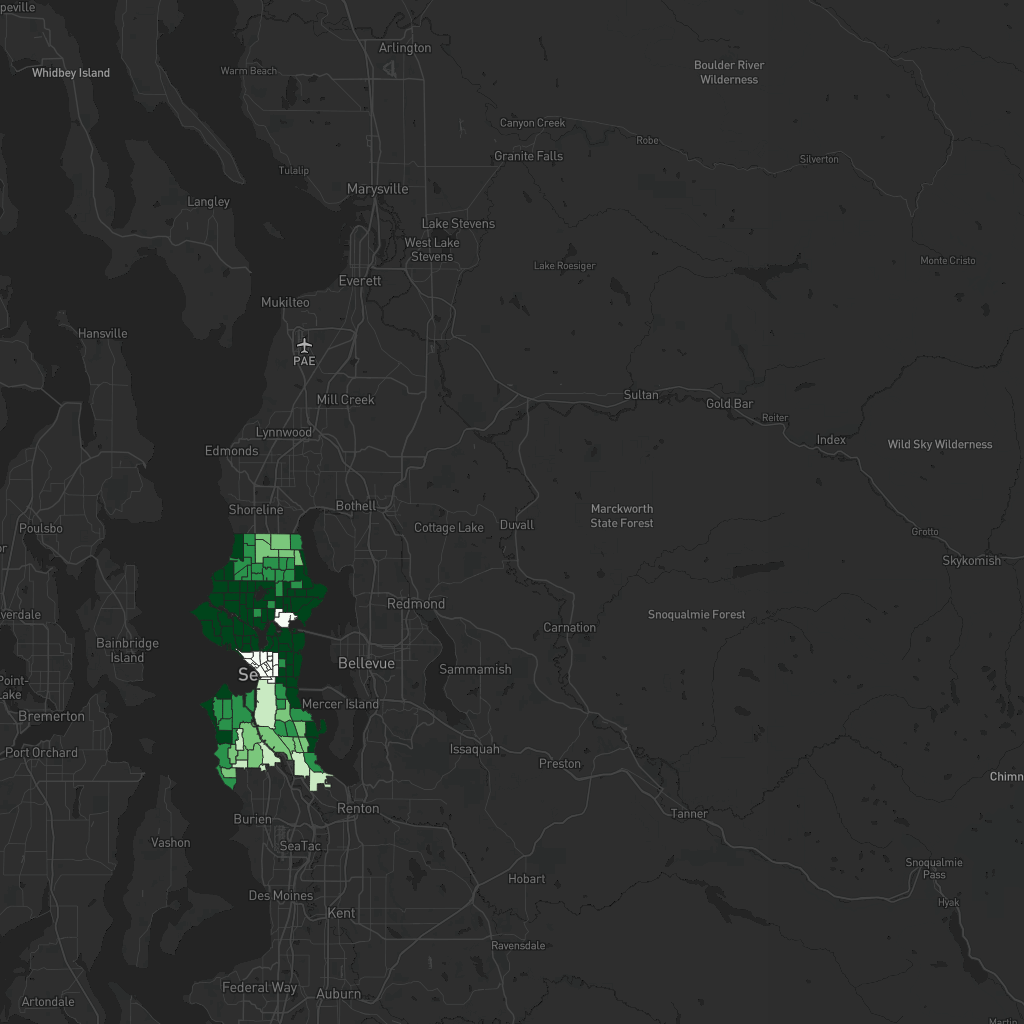 peville
Arlington
Whidbey Island
Warm Beach
Boulder River
Wilderness
Canyon Creek
Robe
Granite Falls
Silverton
Tulalip
Marysville
Langley
Lake Stevens
West Lake
Stevens
Lake Roesiger
Monte Cristo
Everett
Mukilteo
Hansville
PAE
Mill Creek
Sultan
Gold Bar
Reiter
Lynnwood
Index
Wild Sky Wilderness
Edmonds
Shoreline
Bothell
Marckworth
State Forest
Poulsbo
Cottage Lake
Duvall
Grotto
or
Skykomish
Redmond
verdale
Snoqualmie Forest
Carnation
Bainbridge
Island
Bellevue
Sammamish
Se
Point-
Lake
Mercer Island
Bremerton
Port Orchard
Issaquah
Preston
Chimn
Renton
Tanner
Burien
Vashon
SeaTac
Snoqualmie
Pass
Hobart
Des Moines
Hyak
Kent
Ravensdale
Federal Way
Auburn
Artondale
Martin